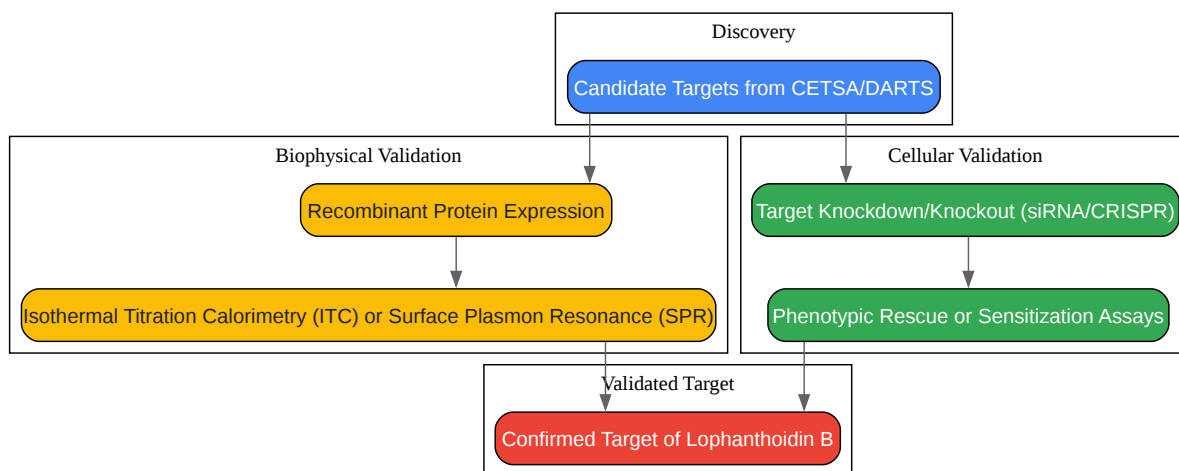 Discovery
Candidate Targets from CETSA/DARTS
Biophysical Validation
Cellular Validation
Recombinant Protein Expression
Target Knockdown/Knockout (siRNA/CRISPR)
Isothermal Titration Calorimetry (ITC) or Surface Plasmon Resonance (SPR)
Phenotypic Rescue or Sensitization Assays
Validated Target
Confirmed Target of Lophanthoidin B